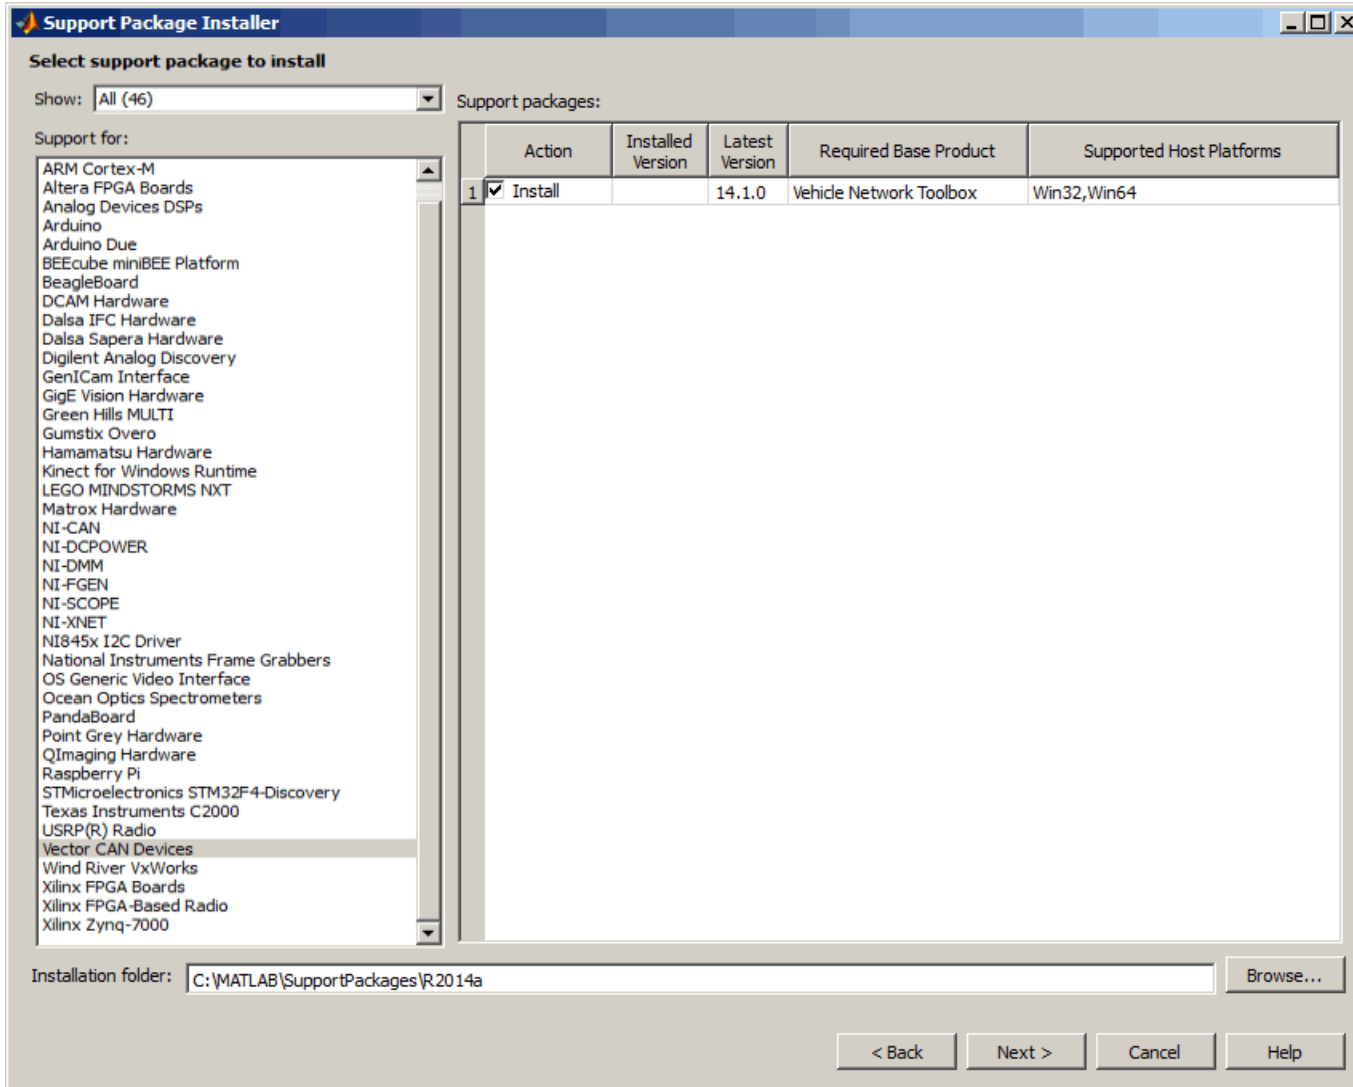 Support Package Installer
Select support package to install
Show: All (46)
Support packages:
Support for:
ARM Cortex-M
Altera FPGA Boards
Analog Devices DSPs
Arduino
Arduino Due
BEEcube miniBEE Platform
BeagleBoard
DCAM Hardware
Dalsa IFC Hardware
Dalsa Sapera Hardware
Digilent Analog Discovery
GenICam Interface
GigE Vision Hardware
Green Hills MULTI
Gumstix Overo
Hamamatsu Hardware
Kinect for Windows Runtime
LEGO MINDSTORMS NXT
Matrox Hardware
NI-CAN
NI-DCPOWER
NI-DMM
NI-FGEN
NI-SCOPE
NI-XNET
NI845x I2C Driver
National Instruments Frame Grabbers
OS Generic Video Interface
Ocean Optics Spectrometers
PandaBoard
Point Grey Hardware
QImaging Hardware
Raspberry Pi
STMicroelectronics STM32F4-Discovery
Texas Instruments C2000
USRP(R) Radio
Vector CAN Devices
Wind River VxWorks
Xilinx FPGA Boards
Xilinx FPGA-Based Radio
Xilinx Zynq-7000
Action Installed Version Latest Version Required Base Product Supported Host Platforms
1 Install 14.1.0 Vehicle Network Toolbox Win32,Win64
Installation folder: C:\MATLAB\SupportPackages\R2014a Browse...
< Back Next > Cancel Help